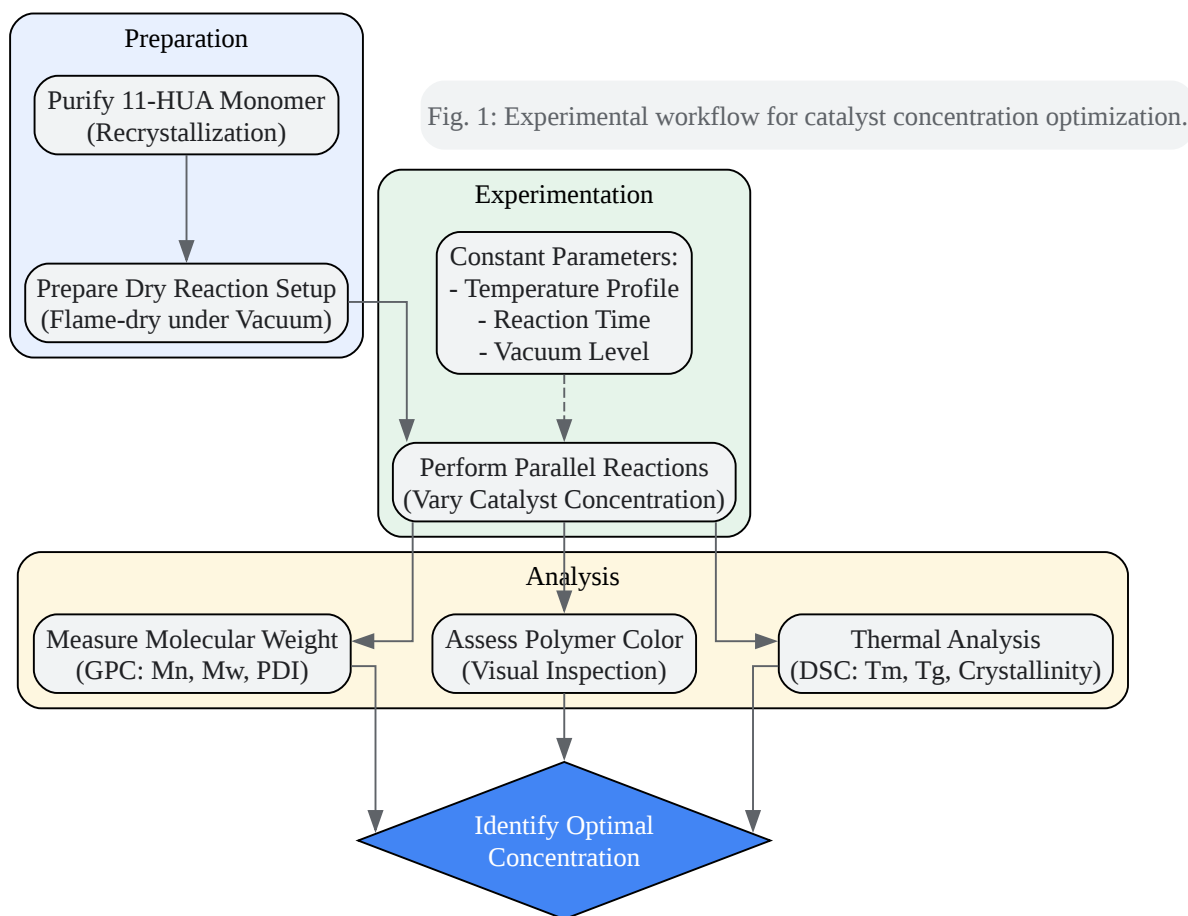 Preparation
Purify 11-HUA Monomer
(Recrystallization)
Fig. 1: Experimental workflow for catalyst concentration optimization.
Prepare Dry Reaction Setup
(Flame-dry under Vacuum)
Experimentation
Constant Parameters:
- Temperature Profile
- Reaction Time
- Vacuum Level
Perform Parallel Reactions
(Vary Catalyst Concentration)
Analysis
Measure Molecular Weight
(GPC: Mn, Mw, PDI)
Assess Polymer Color
(Visual Inspection)
Thermal Analysis
(DSC: Tm, Tg, Crystallinity)
Identify Optimal
Concentration